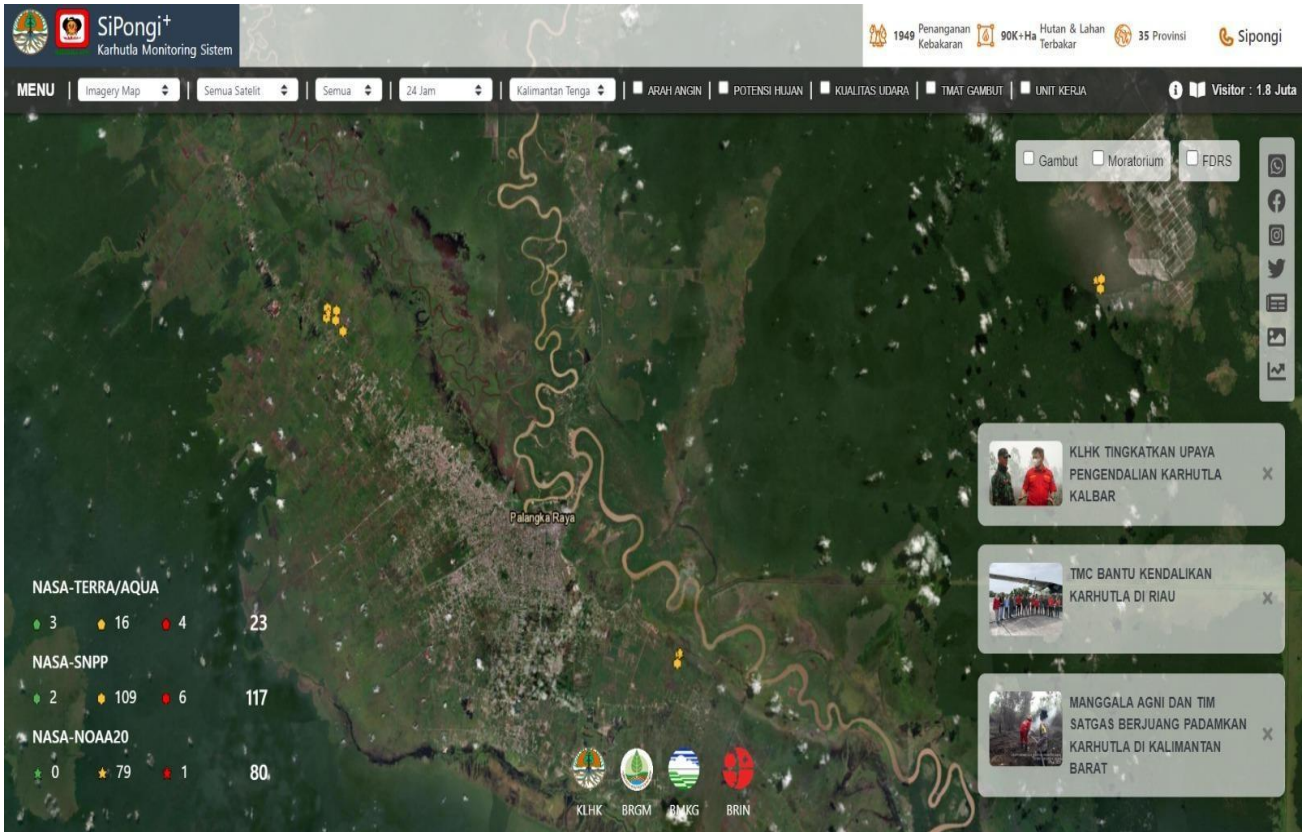 SiPongi+
Karhutla Monitoring Sistem
1949 Penanganan Kebakaran
90K+Ha Hutan & Lahan Terbakar
35 Provinsi
Sipongi
MENU | Imagery Map | Semua Satelit | Semua | 24 Jam | Kalimantan Tenga | ARAH ANGIN | POTENSI HUJAN | KUALITAS UDARA | TMAT GAMBUT | UNIT KERJA
Visitor : 1.8 Juta
Gambut Moratorium FDRS
KLHK TINGKATKAN UPAYA
PENGENDALIAN KARHUTLA
KALBAR
×
Palangka Raya
TMC BANTU KENDALIKAN
KARHUTLA DI RIAU
×
NASA-TERRA/AQUA
3 16 4 23
NASA-SNPP
2 109 6 117
NASA-NOAA20
0 79 1 80
MANGGALA AGNI DAN TIM
SATGAS BERJUANG PADAMKAN
KARHUTLA DI KALIMANTAN
BARAT
×
KLHK BRGM BMKG BRIN